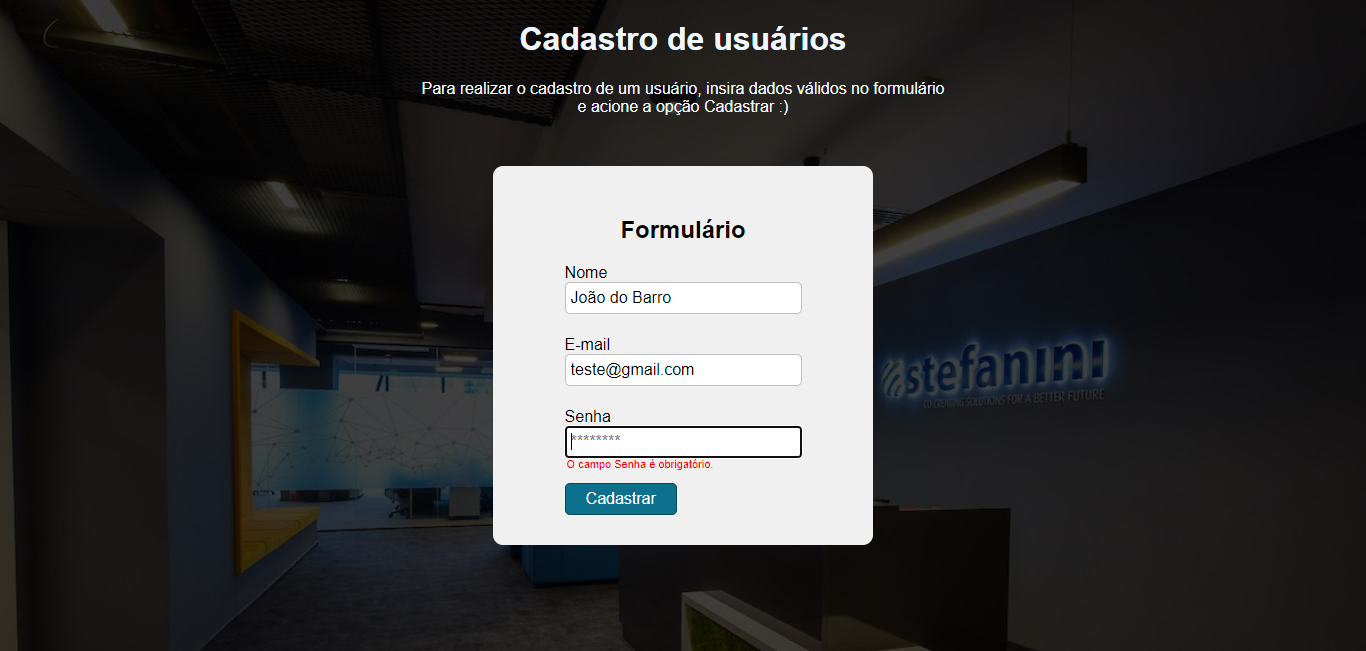 Cadastro de usuários
Para realizar o cadastro de um usuário, insira dados válidos no formulário
e acione a opção Cadastrar :)
Formulário
Nome
João do Barro
E-mail
teste@gmail.com
Senha
********
O campo Senha é obrigatório.
Cadastrar
stefanini
CO-CREATING SOLUTIONS FOR A BETTER FUTURE